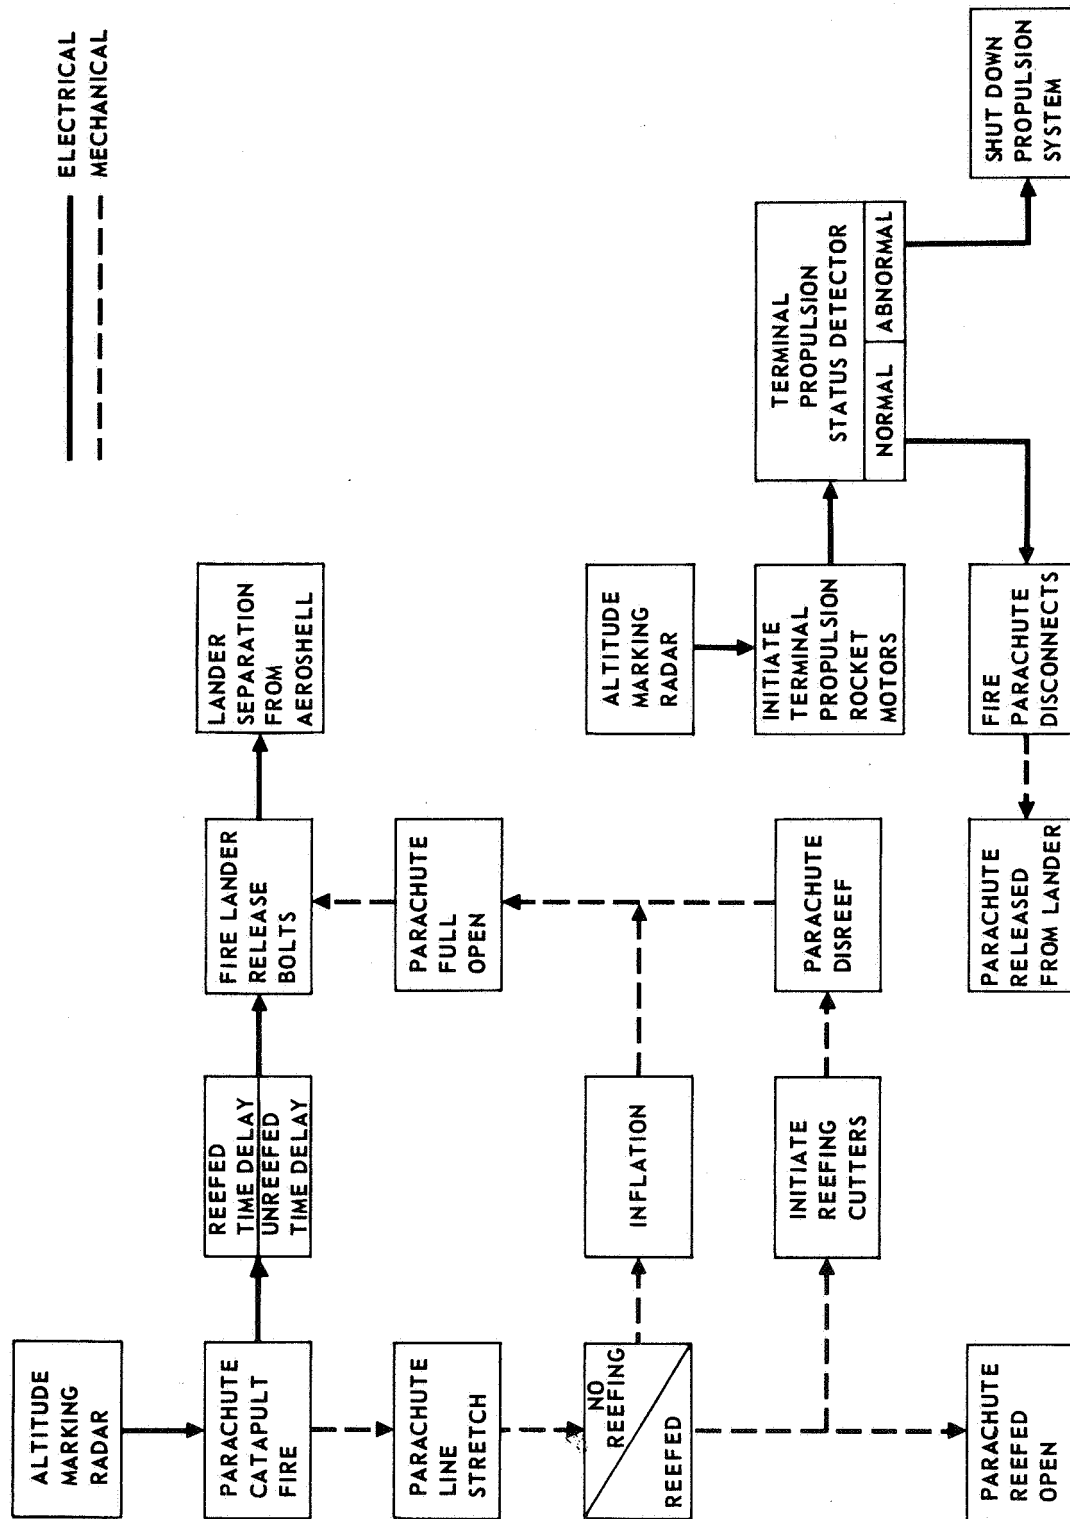 ELECTRICAL
MECHANICAL
ALTITUDE
MARKING
RADAR
PARACHUTE
CATAPULT
FIRE
REEFED
TIME DELAY
UNREEFED
TIME DELAY
FIRE LANDER
RELEASE
BOLTS
LANDER
SEPARATION
FROM
AEROSHELL
PARACHUTE
LINE
STRETCH
PARACHUTE
FULL
OPEN
NO
REEFING
REEFED
INFLATION
ALTITUDE
MARKING
RADAR
INITIATE
REEFING
CUTTERS
PARACHUTE
DISREEF
INITIATE
TERMINAL
PROPULSION
ROCKET
MOTORS
TERMINAL
PROPULSION
STATUS DETECTOR
NORMAL
ABNORMAL
PARACHUTE
REEFED
OPEN
PARACHUTE
RELEASED
FROM LANDER
FIRE
PARACHUTE
DISCONNECTS
SHUT DOWN
PROPULSION
SYSTEM